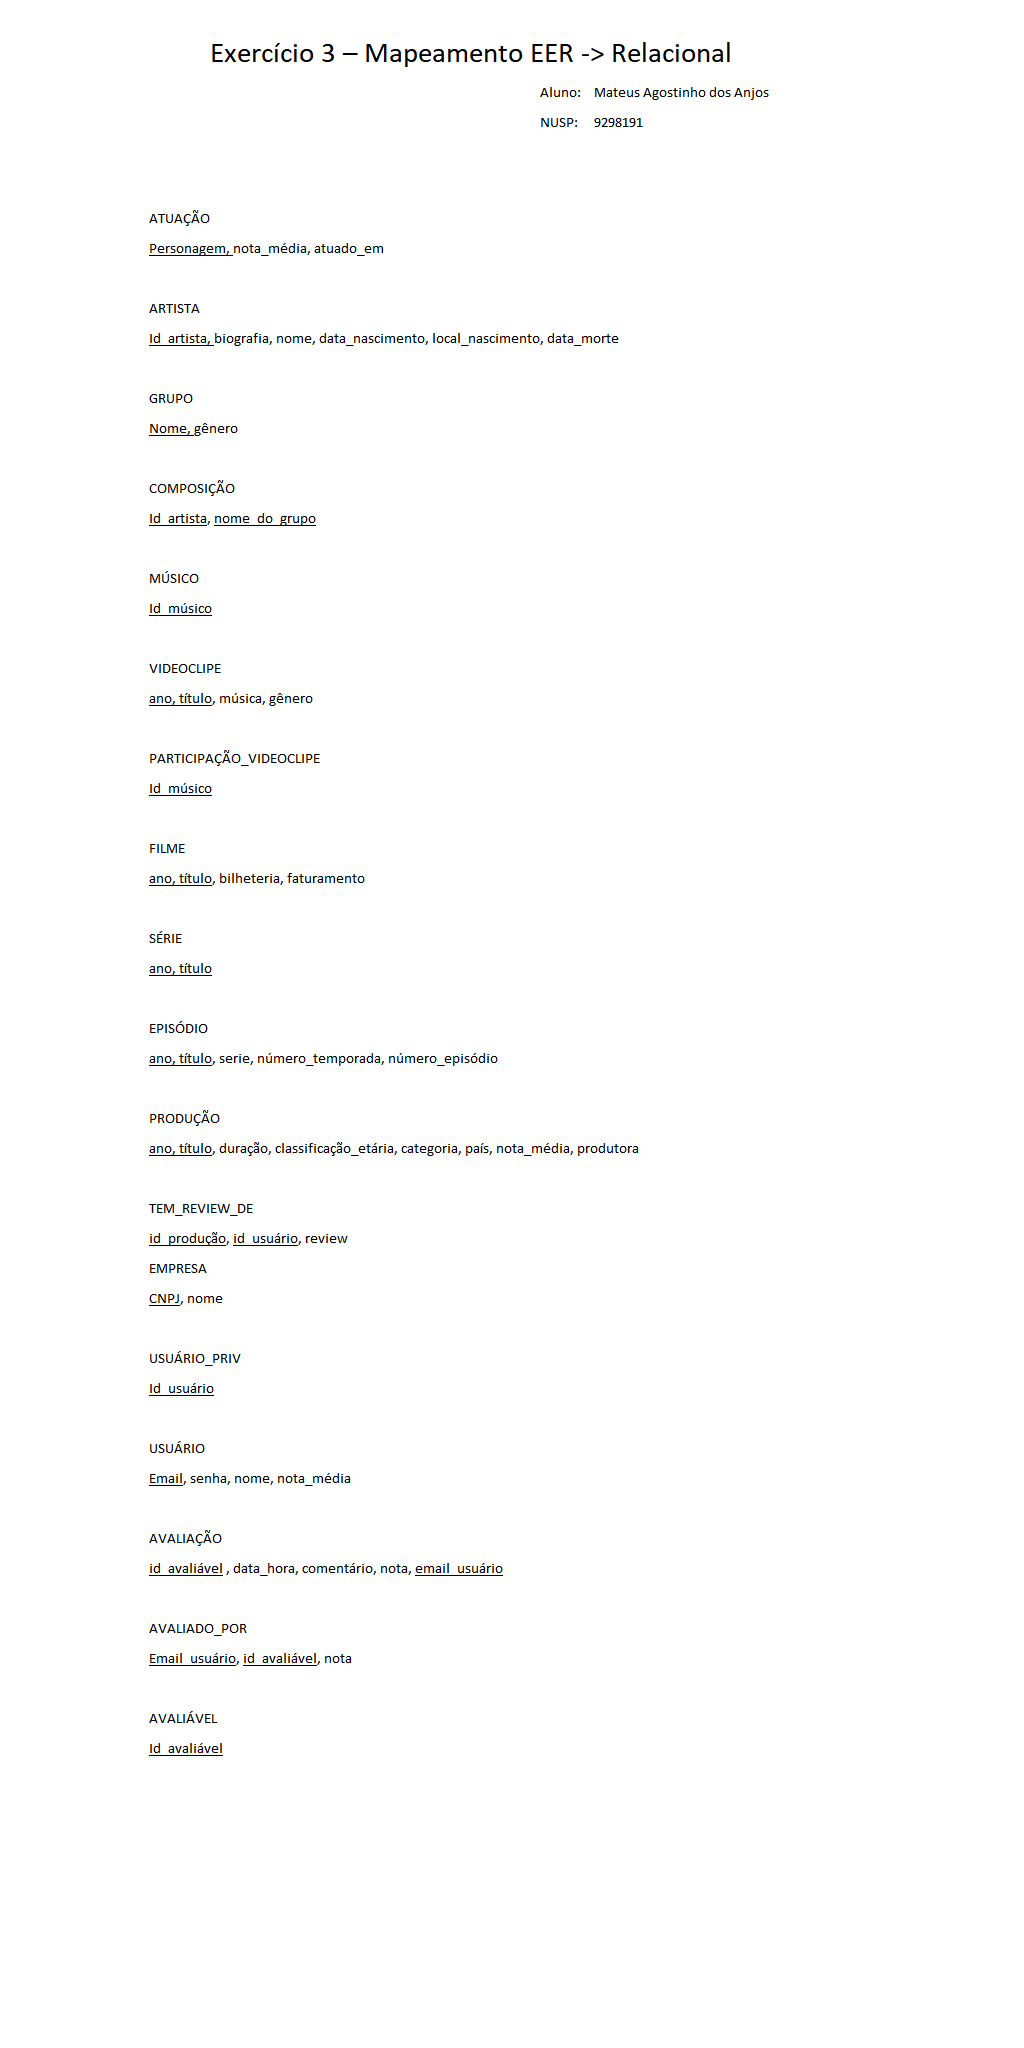 Exercício 3 – Mapeamento EER -> Relacional
Aluno: Mateus Agostinho dos Anjos
NUSP: 9298191
ATUAÇÃO
Personagem, nota_média, atuado_em
ARTISTA
Id_artista, biografia, nome, data_nascimento, local_nascimento, data_morte
GRUPO
Nome, gênero
COMPOSIÇÃO
Id_artista, nome_do_grupo
MÚSICO
Id_músico
VIDEOCLIPE
ano, título, música, gênero
PARTICIPAÇÃO_VIDEOCLIPE
Id_músico
FILME
ano, título, bilheteria, faturamento
SÉRIE
ano, título
EPISÓDIO
ano, título, serie, número_temporada, número_episódio
PRODUÇÃO
ano, título, duração, classificação_etária, categoria, país, nota_média, produtora
TEM_REVIEW_DE
id_produção, id_usuário, review
EMPRESA
CNPJ, nome
USUÁRIO_PRIV
Id_usuário
USUÁRIO
Email, senha, nome, nota_média
AVALIAÇÃO
id_avaliável , data_hora, comentário, nota, email_usuário
AVALIADO_POR
Email_usuário, id_avaliável, nota
AVALIÁVEL
Id_avaliável